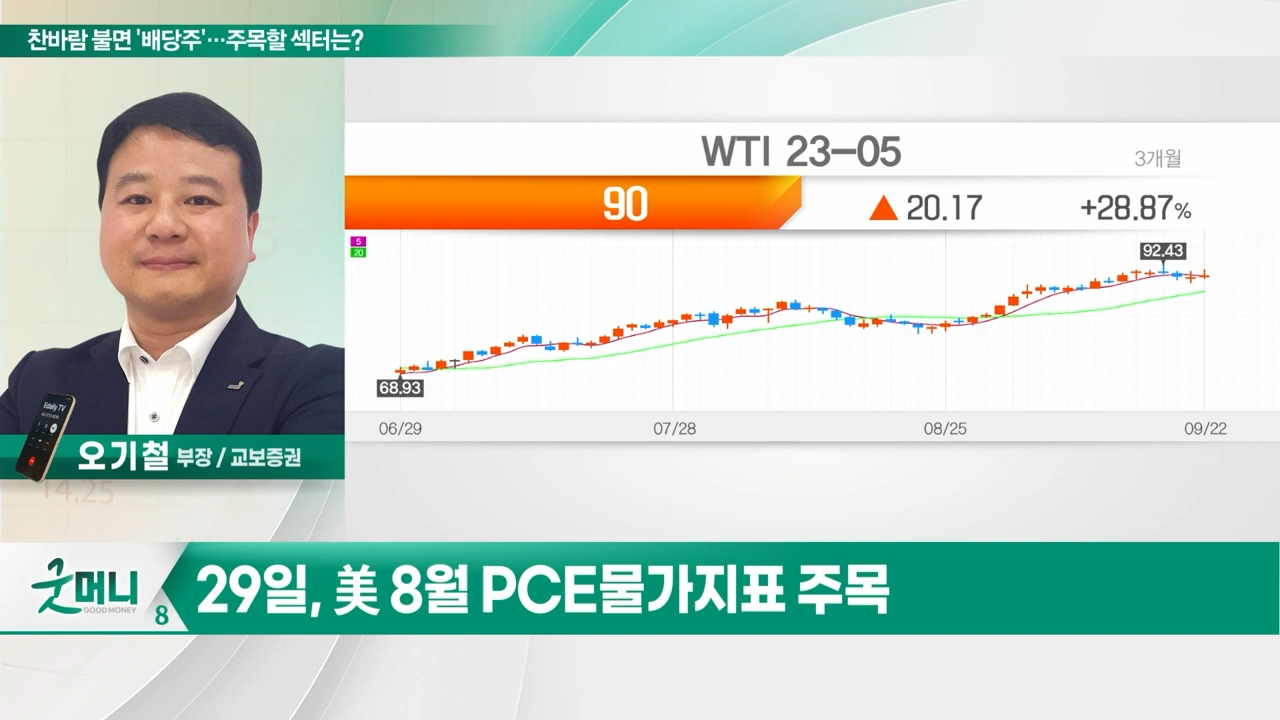 찬바람 불면 '배당주'…주목할 섹터는?
WTI 23-05
3개월
90
▲ 20.17
+28.87%
5
20
92.43
68.93
06/29
07/28
08/25
09/22
Edaily TV
오기철 부장 / 교보증권
14.25
굿머니
GOOD MONEY
8
29일, 美 8월 PCE물가지표 주목